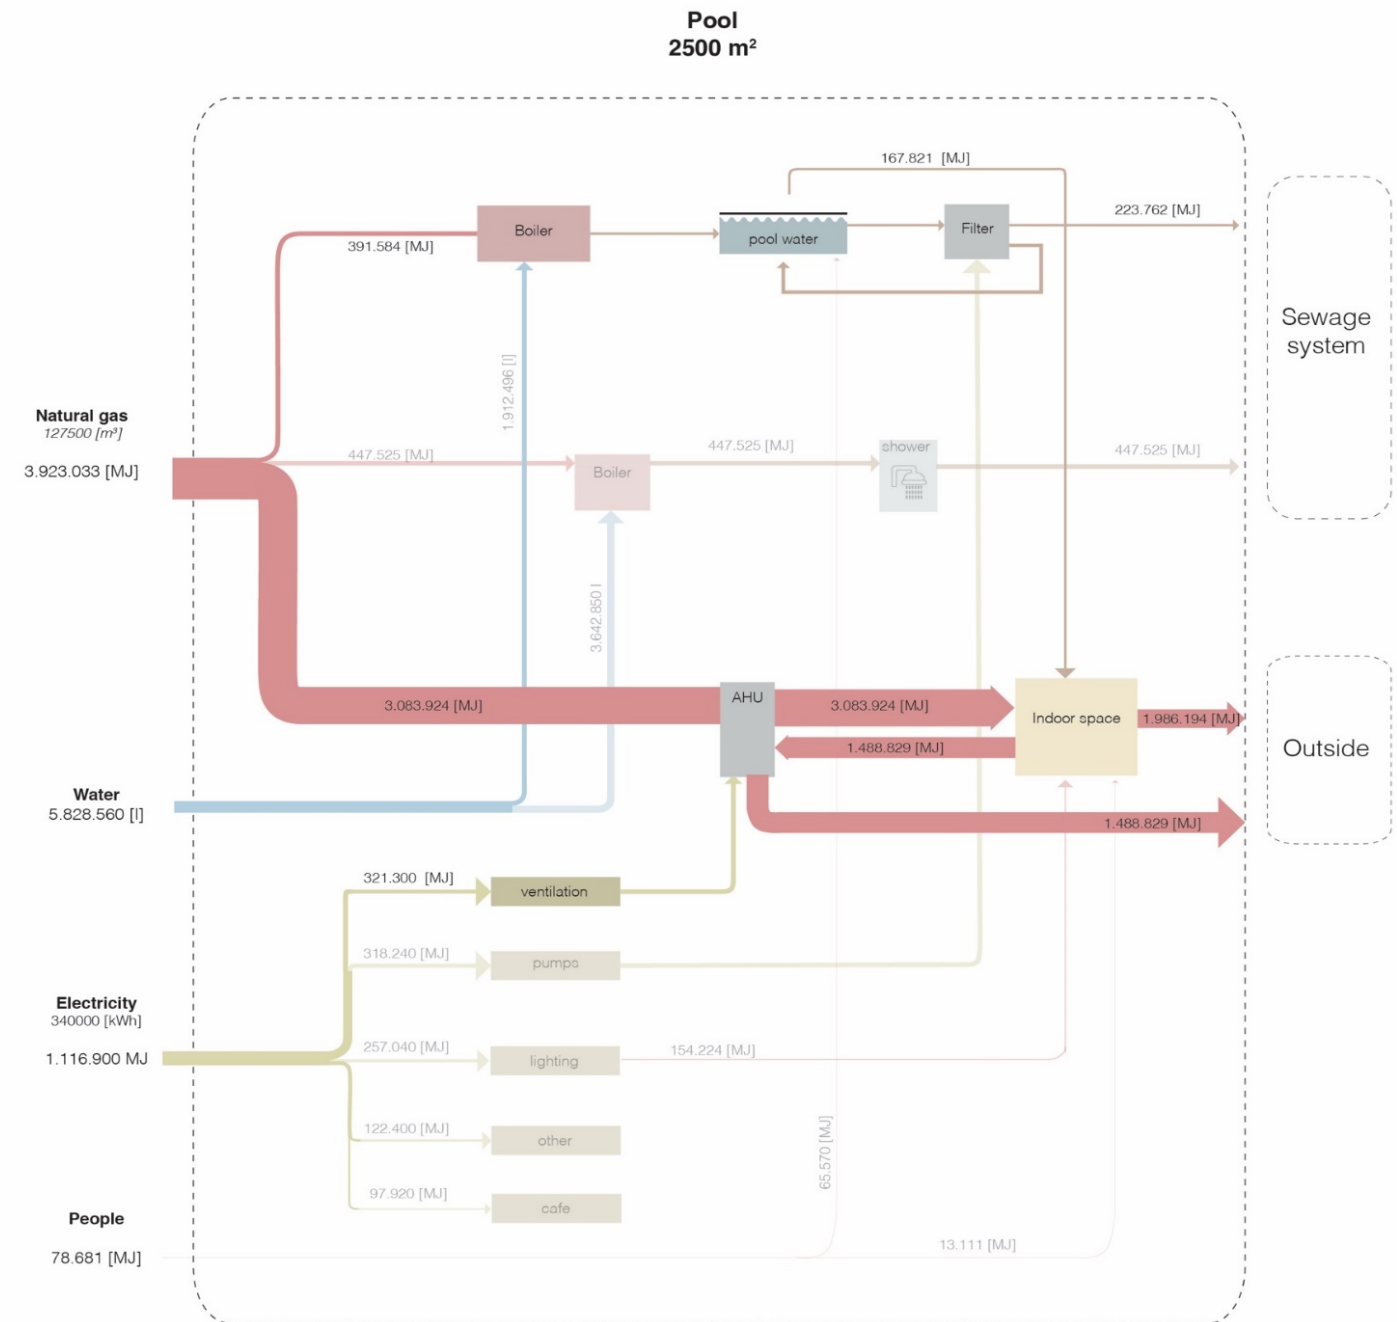 Pool
2500 m²
167.821 [MJ]
223.762 [MJ]
Boiler
pool water
Filter
391.584 [MJ]
Sewage
system
1.912.496 [l]
Natural gas
127500 [m³]
3.923.033 [MJ]
447.525 [MJ]
Boiler
447.525 [MJ]
shower
447.525 [MJ]
3.642.850 l
AHU
3.083.924 [MJ]
3.083.924 [MJ]
Indoor space
1.986.194 [MJ]
1.488.829 [MJ]
Outside
Water
5.828.560 [l]
1.488.829 [MJ]
321.300 [MJ]
ventilation
318.240 [MJ]
pumps
Electricity
340000 [kWh]
1.116.900 MJ
257.040 [MJ]
lighting
154.224 [MJ]
122.400 [MJ]
other
65.570 [MJ]
97.920 [MJ]
cafe
People
78.681 [MJ]
13.111 [MJ]